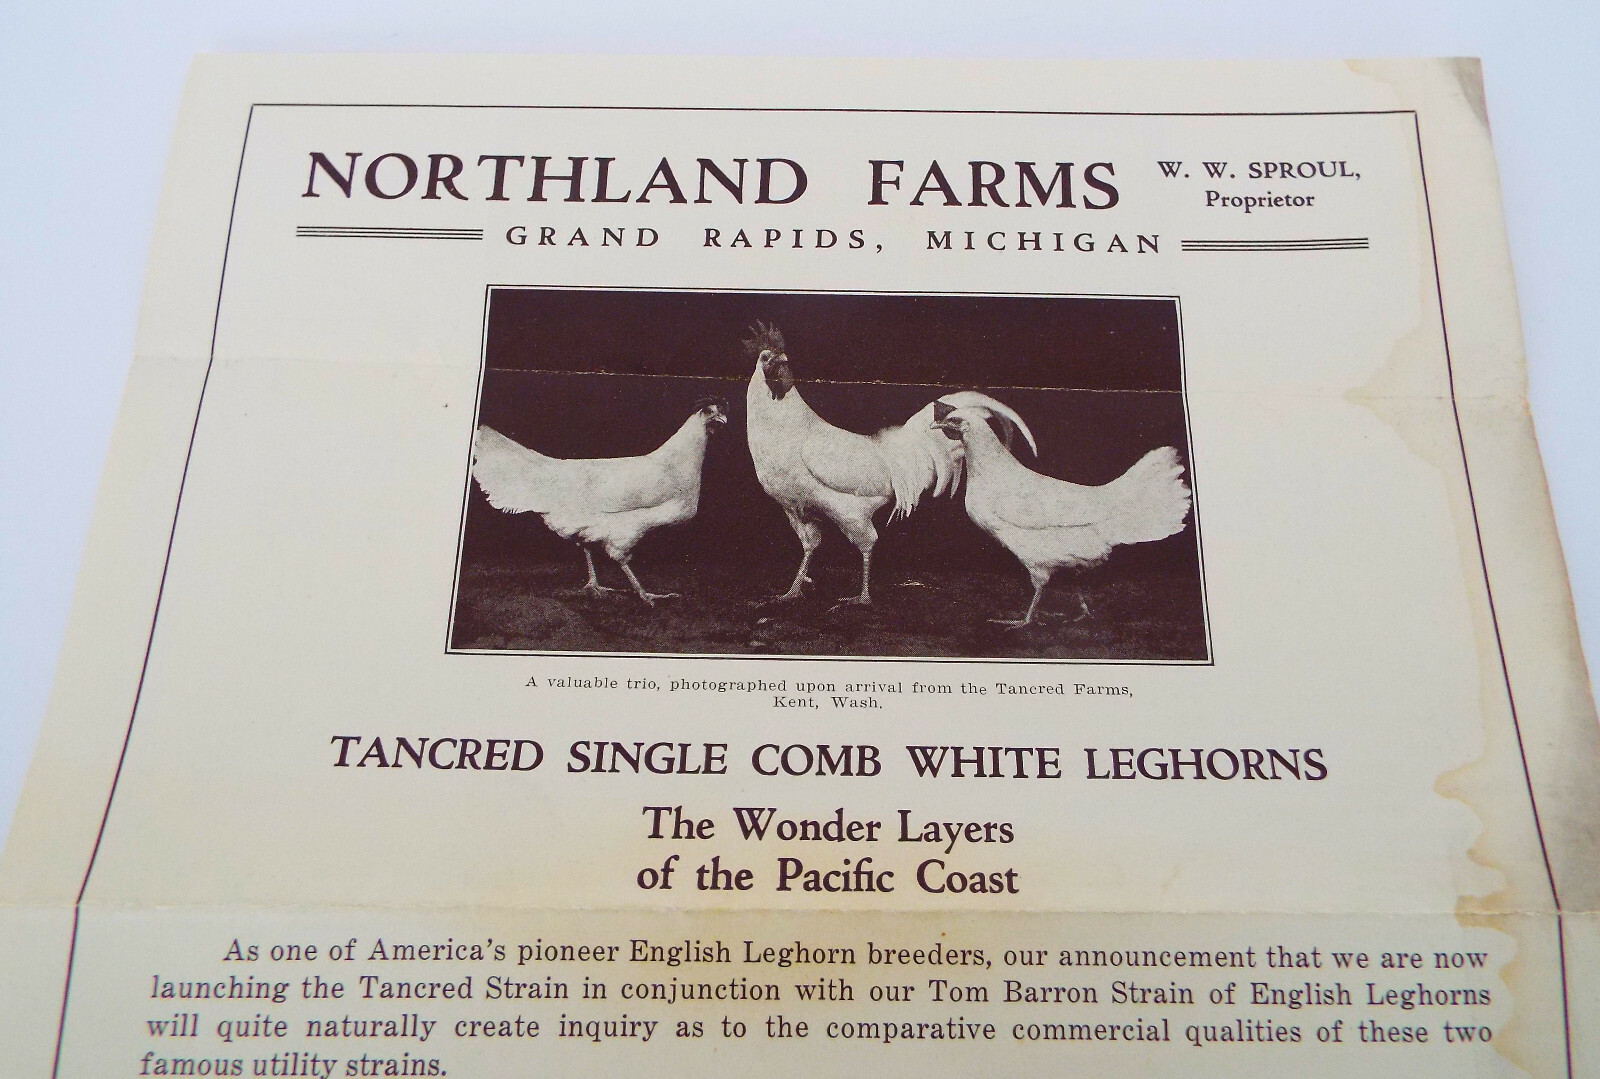 NORTHLAND FARMS
W. W. SPROUL,
Proprietor
GRAND RAPIDS, MICHIGAN
A valuable trio, photographed upon arrival from the Tancred Farms,
Kent, Wash.
TANCRED SINGLE COMB WHITE LEGHORNS
The Wonder Layers
of the Pacific Coast
As one of America's pioneer English Leghorn breeders, our announcement that we are now
launching the Tancred Strain in conjunction with our Tom Barron Strain of English Leghorns
will quite naturally create inquiry as to the comparative commercial qualities of these two
famous utility strains.